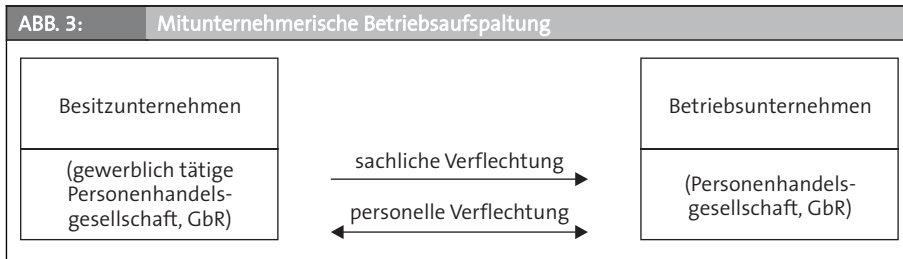 ABB. 3: Mitunternehmerische Betriebsaufspaltung
Besitzunternehmen
(gewerblich tätige
Personenhandels-
gesellschaft, GbR)
sachliche Verflechtung
personelle Verflechtung
Betriebsunternehmen
(Personenhandels-
gesellschaft, GbR)